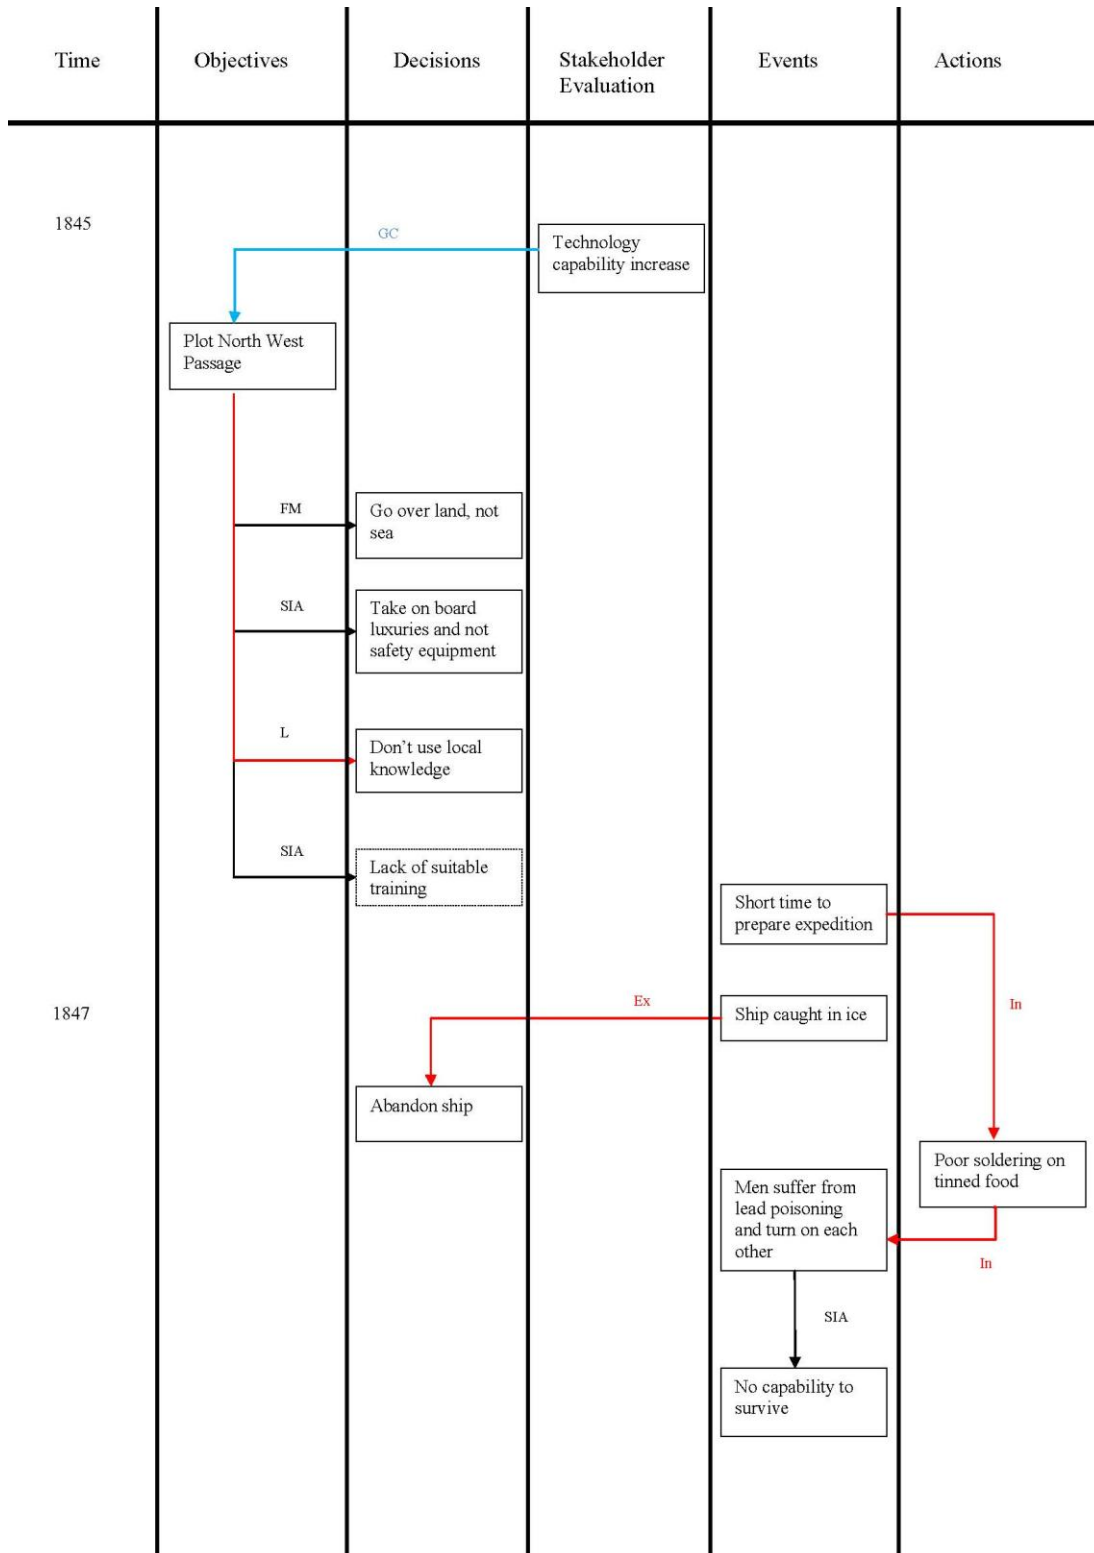 Time
Objectives
Decisions
Stakeholder
Evaluation
Events
Actions
1845
GC
Technology
capability increase
Plot North West
Passage
FM
Go over land, not
sea
SIA
Take on board
luxuries and not
safety equipment
L
Don't use local
knowledge
SIA
Lack of suitable
training
Short time to
prepare expedition
1847
Ex
Ship caught in ice
In
Abandon ship
Poor soldering on
tinned food
Men suffer from
lead poisoning
and turn on each
other
In
SIA
No capability to
survive